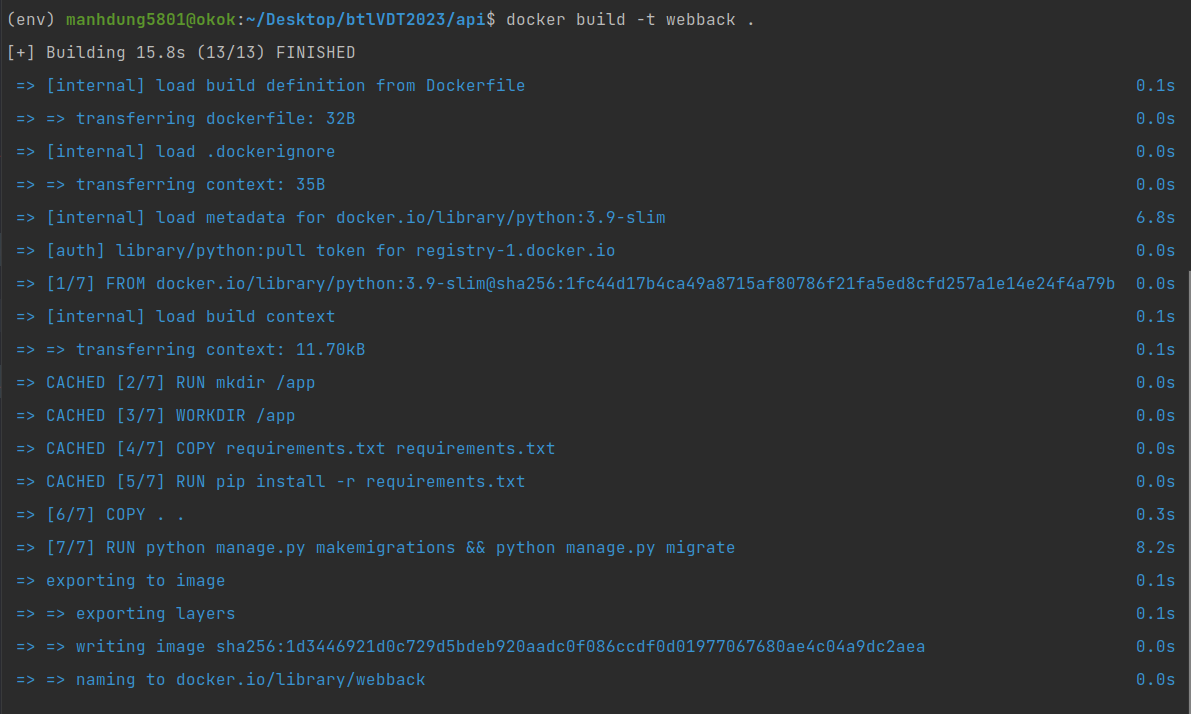 (env) manhdung5801@okok:~/Desktop/btlVDT2023/api$ docker build -t webback .
[+] Building 15.8s (13/13) FINISHED
=> [internal] load build definition from Dockerfile 0.1s
=> => transferring dockerfile: 32B 0.0s
=> [internal] load .dockerignore 0.0s
=> => transferring context: 35B 0.0s
=> [internal] load metadata for docker.io/library/python:3.9-slim 6.8s
=> [auth] library/python:pull token for registry-1.docker.io 0.0s
=> [1/7] FROM docker.io/library/python:3.9-slim@sha256:1fc44d17b4ca49a8715af80786f21fa5ed8cfd257a1e14e24f4a79b 0.0s
=> [internal] load build context 0.1s
=> => transferring context: 11.70kB 0.1s
=> CACHED [2/7] RUN mkdir /app 0.0s
=> CACHED [3/7] WORKDIR /app 0.0s
=> CACHED [4/7] COPY requirements.txt requirements.txt 0.0s
=> CACHED [5/7] RUN pip install -r requirements.txt 0.0s
=> [6/7] COPY . . 0.3s
=> [7/7] RUN python manage.py makemigrations && python manage.py migrate 8.2s
=> exporting to image 0.1s
=> => exporting layers 0.1s
=> => writing image sha256:1d3446921d0c729d5bdeb920aadc0f086ccdf0d01977067680ae4c04a9dc2aea 0.0s
=> => naming to docker.io/library/webback 0.0s